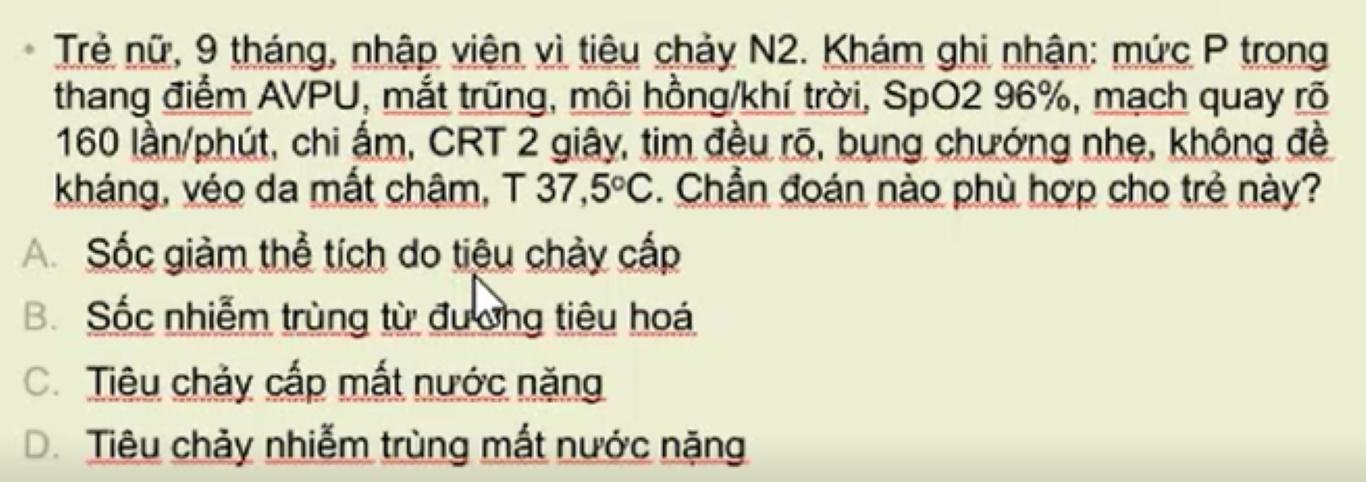 • Trẻ nữ, 9 tháng, nhập viện vì tiêu chảy N2. Khám ghi nhận: mức P trong
thang điểm AVPU, mắt trũng, môi hồng/khí trời, SpO2 96%, mạch quay rõ
160 lần/phút, chi ấm, CRT 2 giây, tim đều rõ, bụng chướng nhẹ, không đề
kháng, véo da mất chậm, T 37,5ºC. Chẩn đoán nào phù hợp cho trẻ này?
A. Sốc giảm thể tích do tiêu chảy cấp
B. Sốc nhiễm trùng từ đường tiêu hoá
C. Tiêu chảy cấp mất nước nặng
D. Tiêu chảy nhiễm trùng mất nước nặng